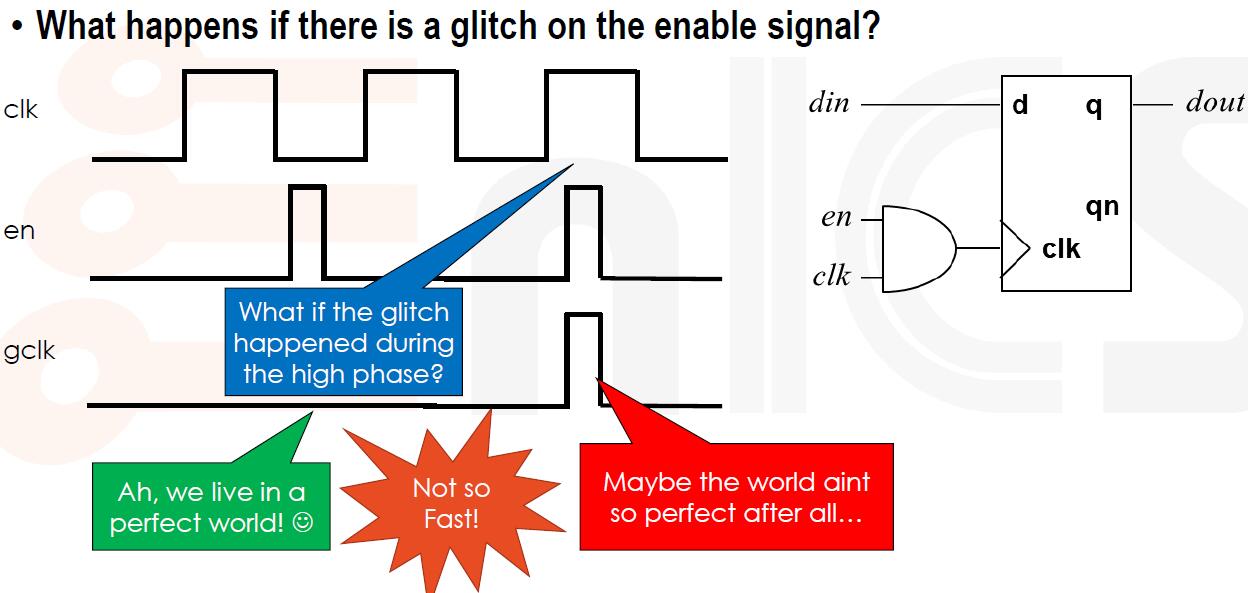 • What happens if there is a glitch on the enable signal?
clk
en
gclk
What if the glitch
happened during
the high phase?
Ah, we live in a
perfect world! ☺
Not so
Fast!
Maybe the world aint
so perfect after all...
din
d
q
dout
qn
en
clk
clk